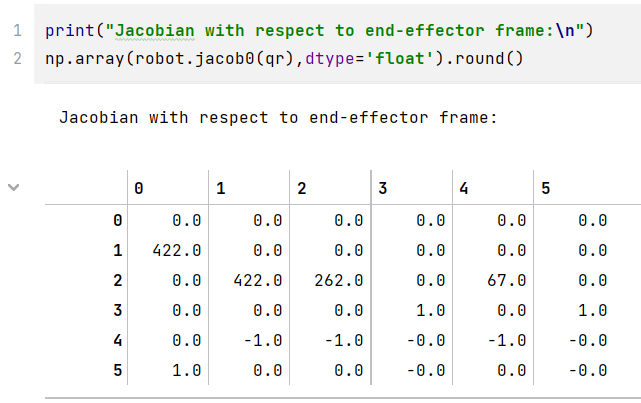 1 print("Jacobian with respect to end-effector frame:\n")
2 np.array(robot.jacob0(qr),dtype='float').round()
Jacobian with respect to end-effector frame:
0 1 2 3 4 5
0 0.0 0.0 0.0 0.0 0.0 0.0
1 422.0 0.0 0.0 0.0 0.0 0.0
2 0.0 422.0 262.0 0.0 67.0 0.0
3 0.0 0.0 0.0 1.0 0.0 1.0
4 0.0 -1.0 -1.0 -0.0 -1.0 -0.0
5 1.0 0.0 0.0 -0.0 0.0 -0.0